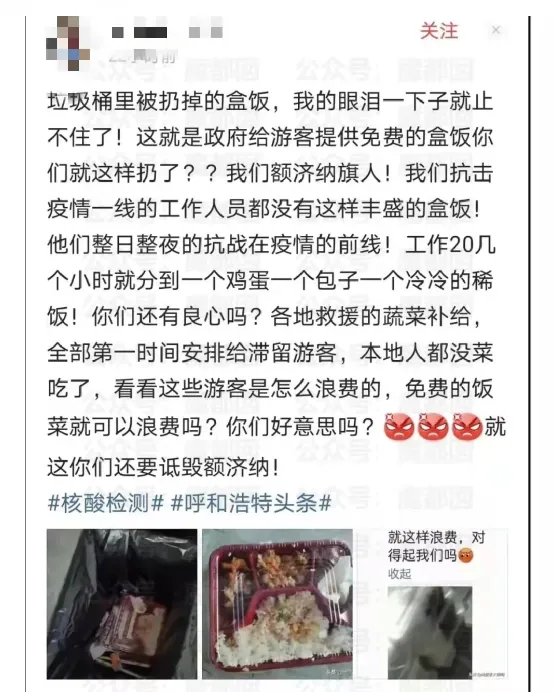 关注
22小时前
垃圾桶里被扔掉的盒饭，我的眼泪一下子就止
不住了！这就是政府给游客提供免费的盒饭你
们就这样扔了？？我们额济纳旗人！我们抗击
疫情一线的工作人员都没有这样丰盛的盒饭！
他们整日整夜的抗战在疫情的前线！工作20几
个小时就分到一个鸡蛋一个包子一个冷冷的稀
饭！你们还有良心吗？各地救援的蔬菜补给，
全部第一时间安排给滞留游客，本地人都没菜
吃了，看看这些游客是怎么浪费的，免费的饭
菜就可以浪费吗？你们好意思吗？就
这你们还要诋毁额济纳！
#核酸检测# #呼和浩特头条#
就这样浪费，对
得起我们吗
收起